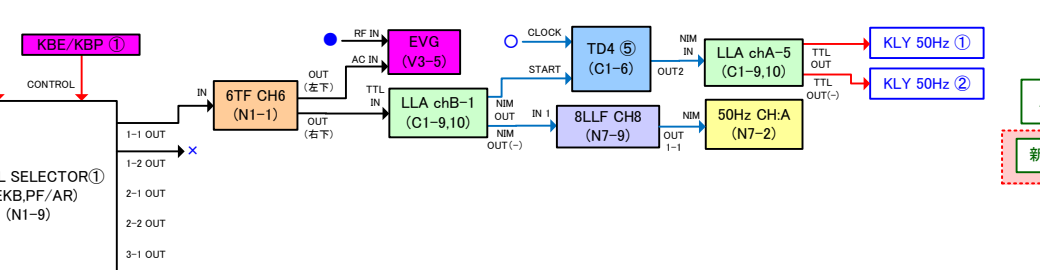 KBE/KBP ①
CONTROL
RF IN
EVG
(V3-5)
AC IN
CLOCK
TD4 ⑤
(C1-6)
START
OUT2
NIM
IN
LLA chA-5
(C1-9,10)
TTL
OUT
TTL
OUT(-)
KLY 50Hz ①
KLY 50Hz ②
IN
6TF CH6
(N1-1)
OUT
(左下)
OUT
(右下)
TTL
IN
LLA chB-1
(C1-9,10)
NIM
OUT
NIM
OUT(-)
IN 1
8LLF CH8
(N7-9)
OUT
1-1
NIM
50Hz CH:A
(N7-2)
1-1 OUT
×
1-2 OUT
L SELECTOR①
EKB,PF/AR)
(N1-9)
2-1 OUT
2-2 OUT
3-1 OUT
新